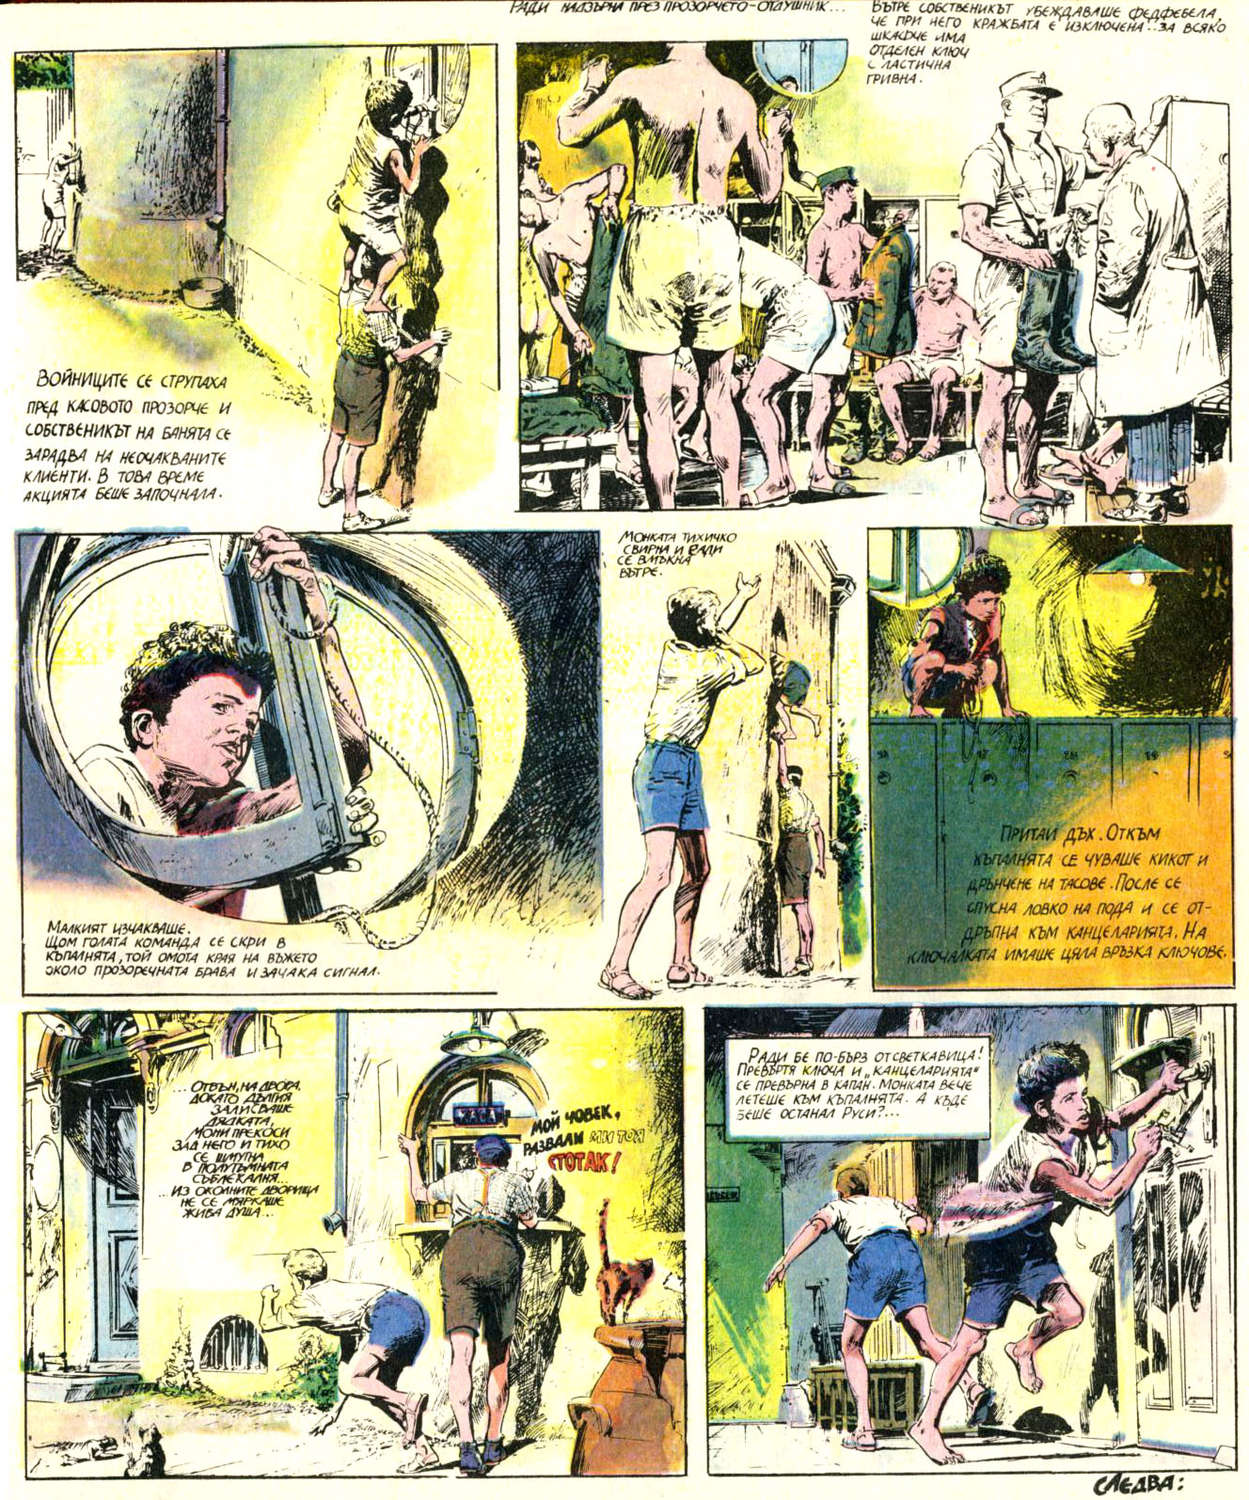 Войниците се струпаха
пред касовото прозорче и
собственикът на банята се
зарадва на неочакваните
клиенти. В това време
акцията беше започнала.
Ради надзърна през прозорчето-отдушник...
Вътре собственикът убеждаваше фелдфебела,
че при него кражбата е изключена... за всяко
шкафче има
отделен ключ
с ластична
гривна.
Малкият изчакваше.
Щом голата команда се скри в
къпалнята, той омота края на въжето
около прозоречната брава и зачака сигнал.
Монката тихичко
свирна и Ради
се вмъкна
вътре.
Притаи дъх. Откъм
къпалнята се чуваше кикот и
дрънчене на тасове. После се
спусна ловко на пода и се от-
дръпна към канцеларията. На
ключалката имаше цяла връзка ключове.
...Отвън, на двора,
докато Дългия
залисваше
дядката,
Мони прекоси
зад него и тихо
се шмугна
в полутъмната
съблекалня...
...Из околните дворища
не се мяркаше
жива душа...
КАСА
Мой човек,
развали ми тоя
стотак!
Ради бе по-бърз от светкавица!
Превъртя ключа и „канцеларията“
се превърна в капан. Монката вече
летеше към къпалнята. А къде
беше останал Руси?...
следва: